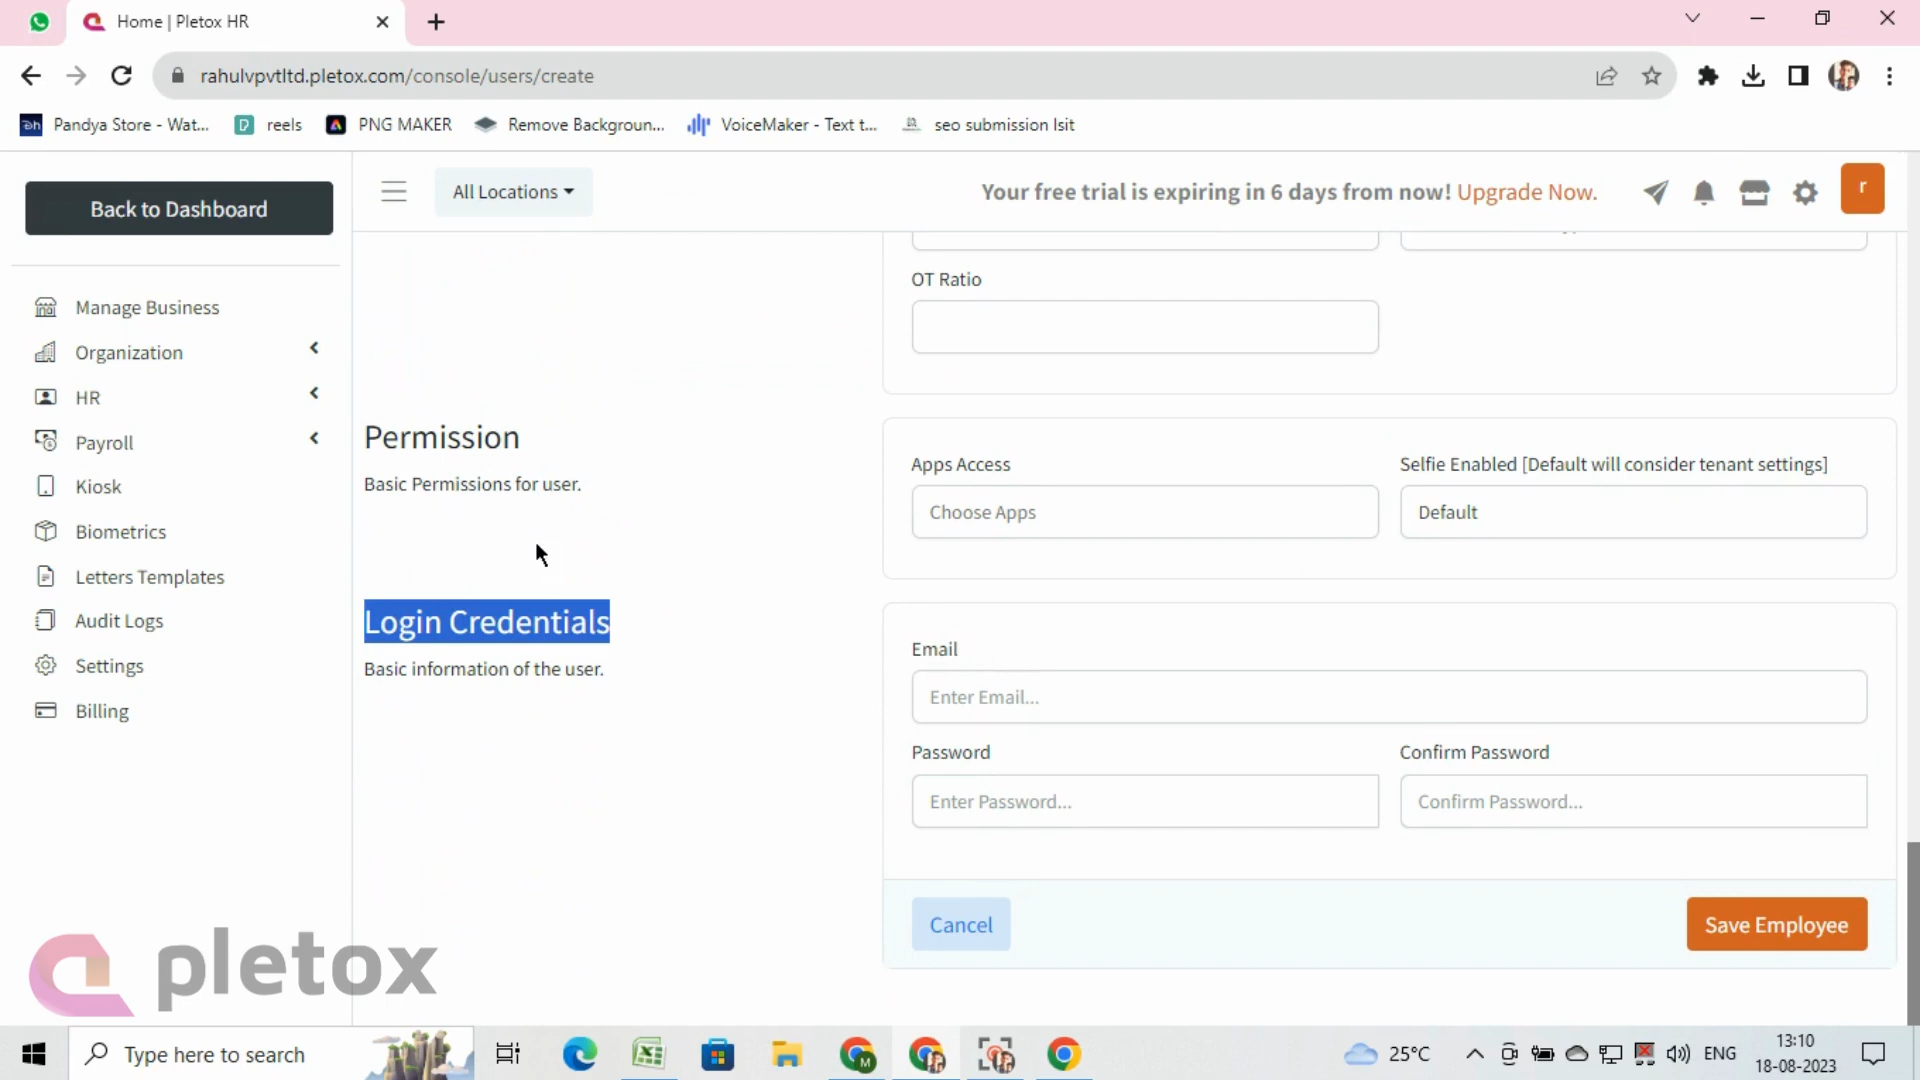 Home | Pletox HR
rahulvpvtltd.pletox.com/console/users/create
Pandya Store - Wat...
reels
PNG MAKER
Remove Backgroun...
VoiceMaker - Text t...
seo submission lsit
Back to Dashboard
All Locations
Your free trial is expiring in 6 days from now! Upgrade Now.
r
Manage Business
Organization
HR
Payroll
Kiosk
Biometrics
Letters Templates
Audit Logs
Settings
Billing
OT Ratio
Permission
Basic Permissions for user.
Apps Access
Choose Apps
Selfie Enabled [Default will consider tenant settings]
Default
Login Credentials
Basic information of the user.
Email
Enter Email...
Password
Enter Password...
Confirm Password
Confirm Password...
Cancel
Save Employee
pletox
Type here to search
25°C
ENG
13:10
18-08-2023